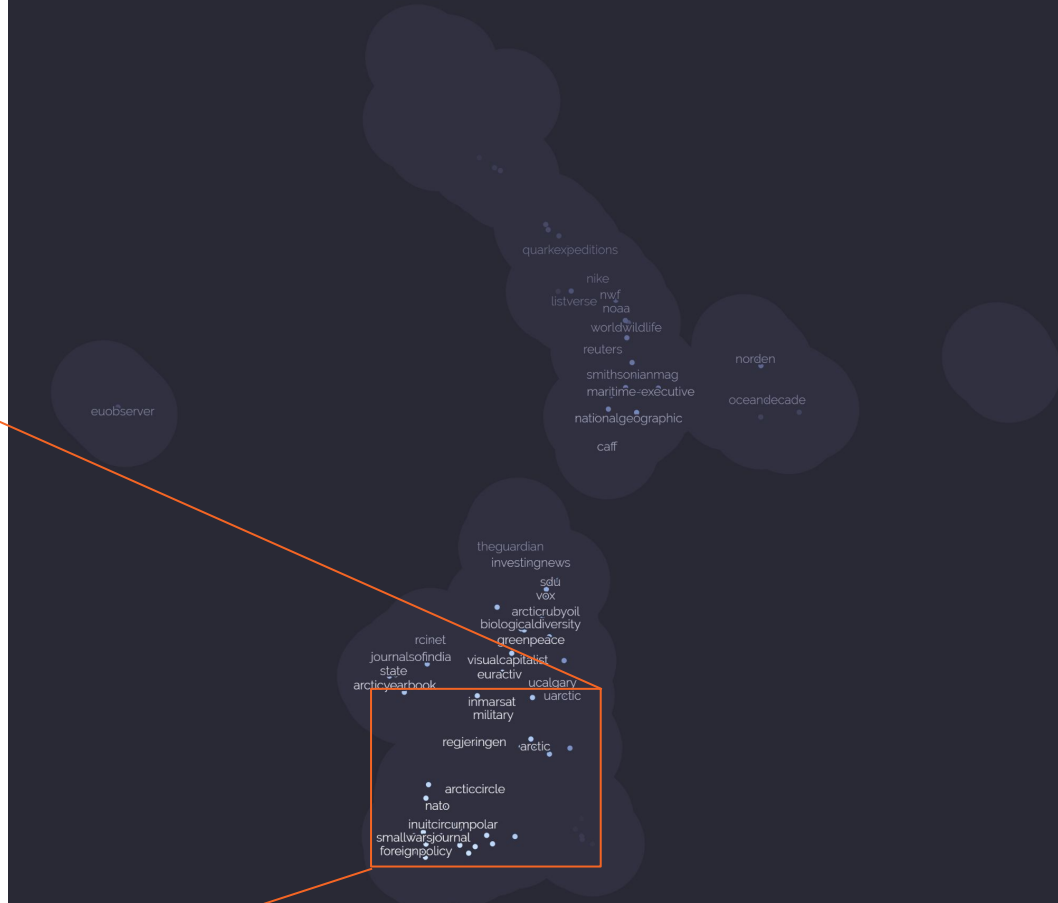 quarkexpeditions
nike
nwf
listverse
noaa
worldwildlife
reuters
norden
smithsonianmag
maritime-executive
oceandecade
euobserver
nationalgeographic
caff
theguardian
investingnews
sdu
vox
arcticrubyoil
biologicaldiversity
rcinet
greenpeace
journalsofindia
visualcapitalist
state
euractiv
arcticyearbook
ucalgary
uarctic
inmarsat
military
regjeringen
arctic
arcticcircle
nato
inuitcircumpolar
smallwarsjournal
foreignpolicy